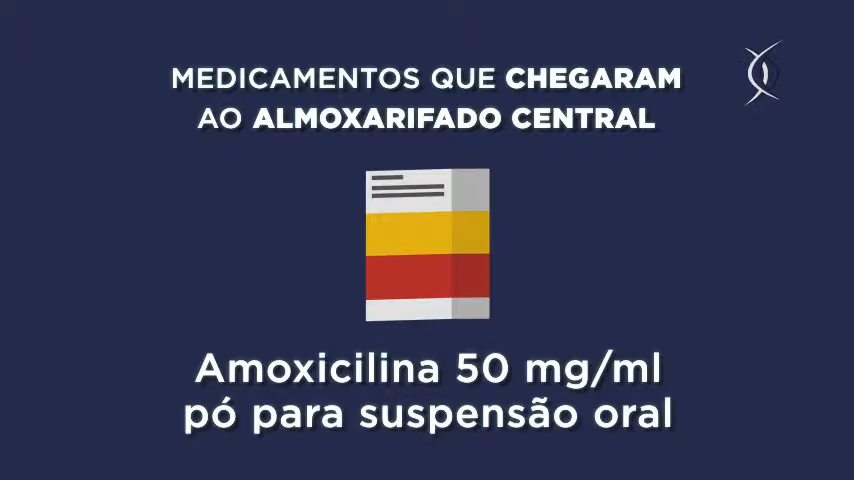 MEDICAMENTOS QUE CHEGARAM
AO ALMOXARIFADO CENTRAL
Amoxicilina 50 mg/ml
pó para suspensão oral